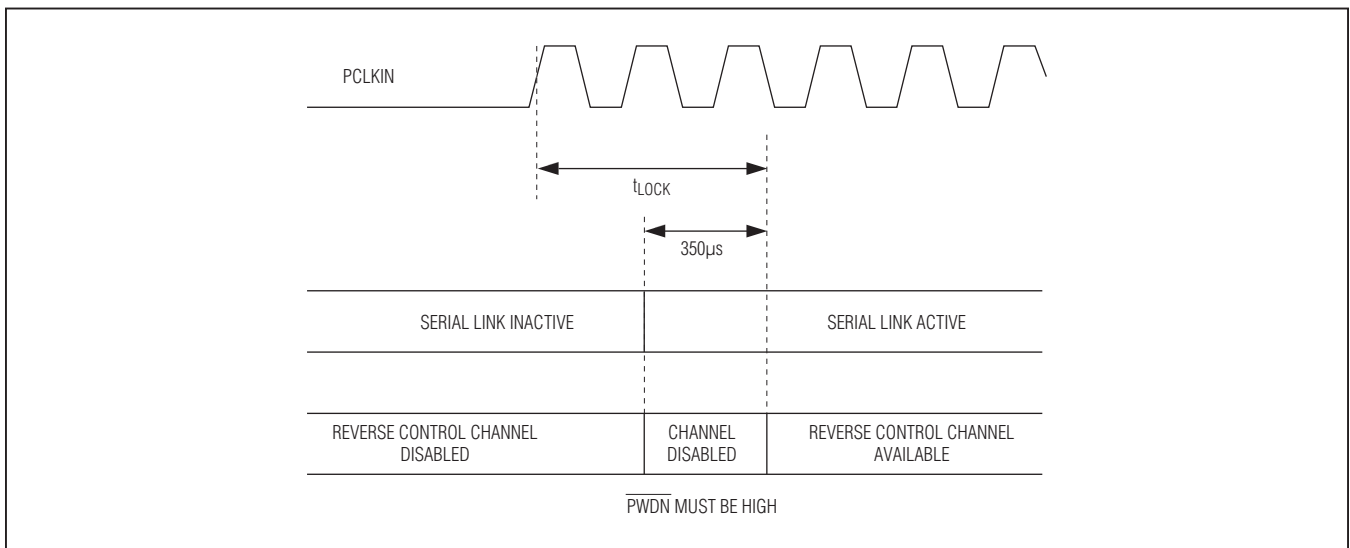 PCLKIN
tLOCK
350µs
SERIAL LINK INACTIVE
SERIAL LINK ACTIVE
REVERSE CONTROL CHANNEL
DISABLED
CHANNEL
DISABLED
REVERSE CONTROL CHANNEL
AVAILABLE
PWDN MUST BE HIGH